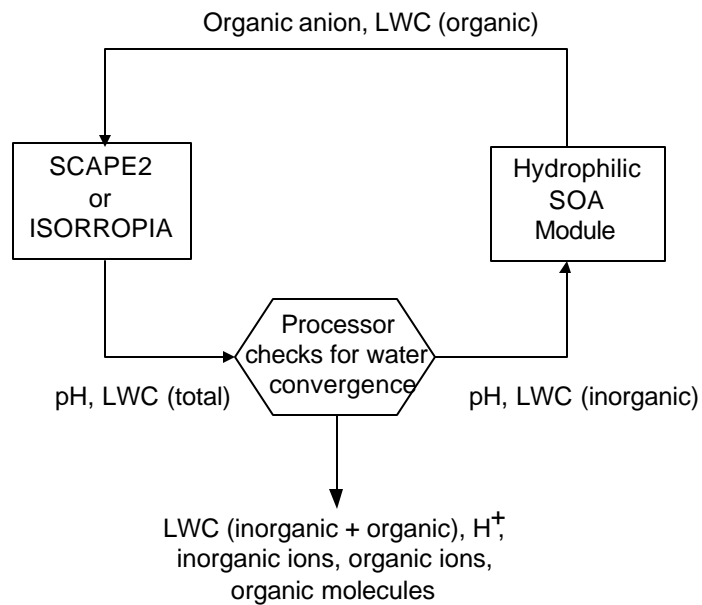 Organic anion, LWC (organic)
SCAPE2
or
ISORROPIA
Hydrophilic
SOA
Module
Processor
checks for water
convergence
pH, LWC (total)
pH, LWC (inorganic)
LWC (inorganic + organic), H⁺,
inorganic ions, organic ions,
organic molecules